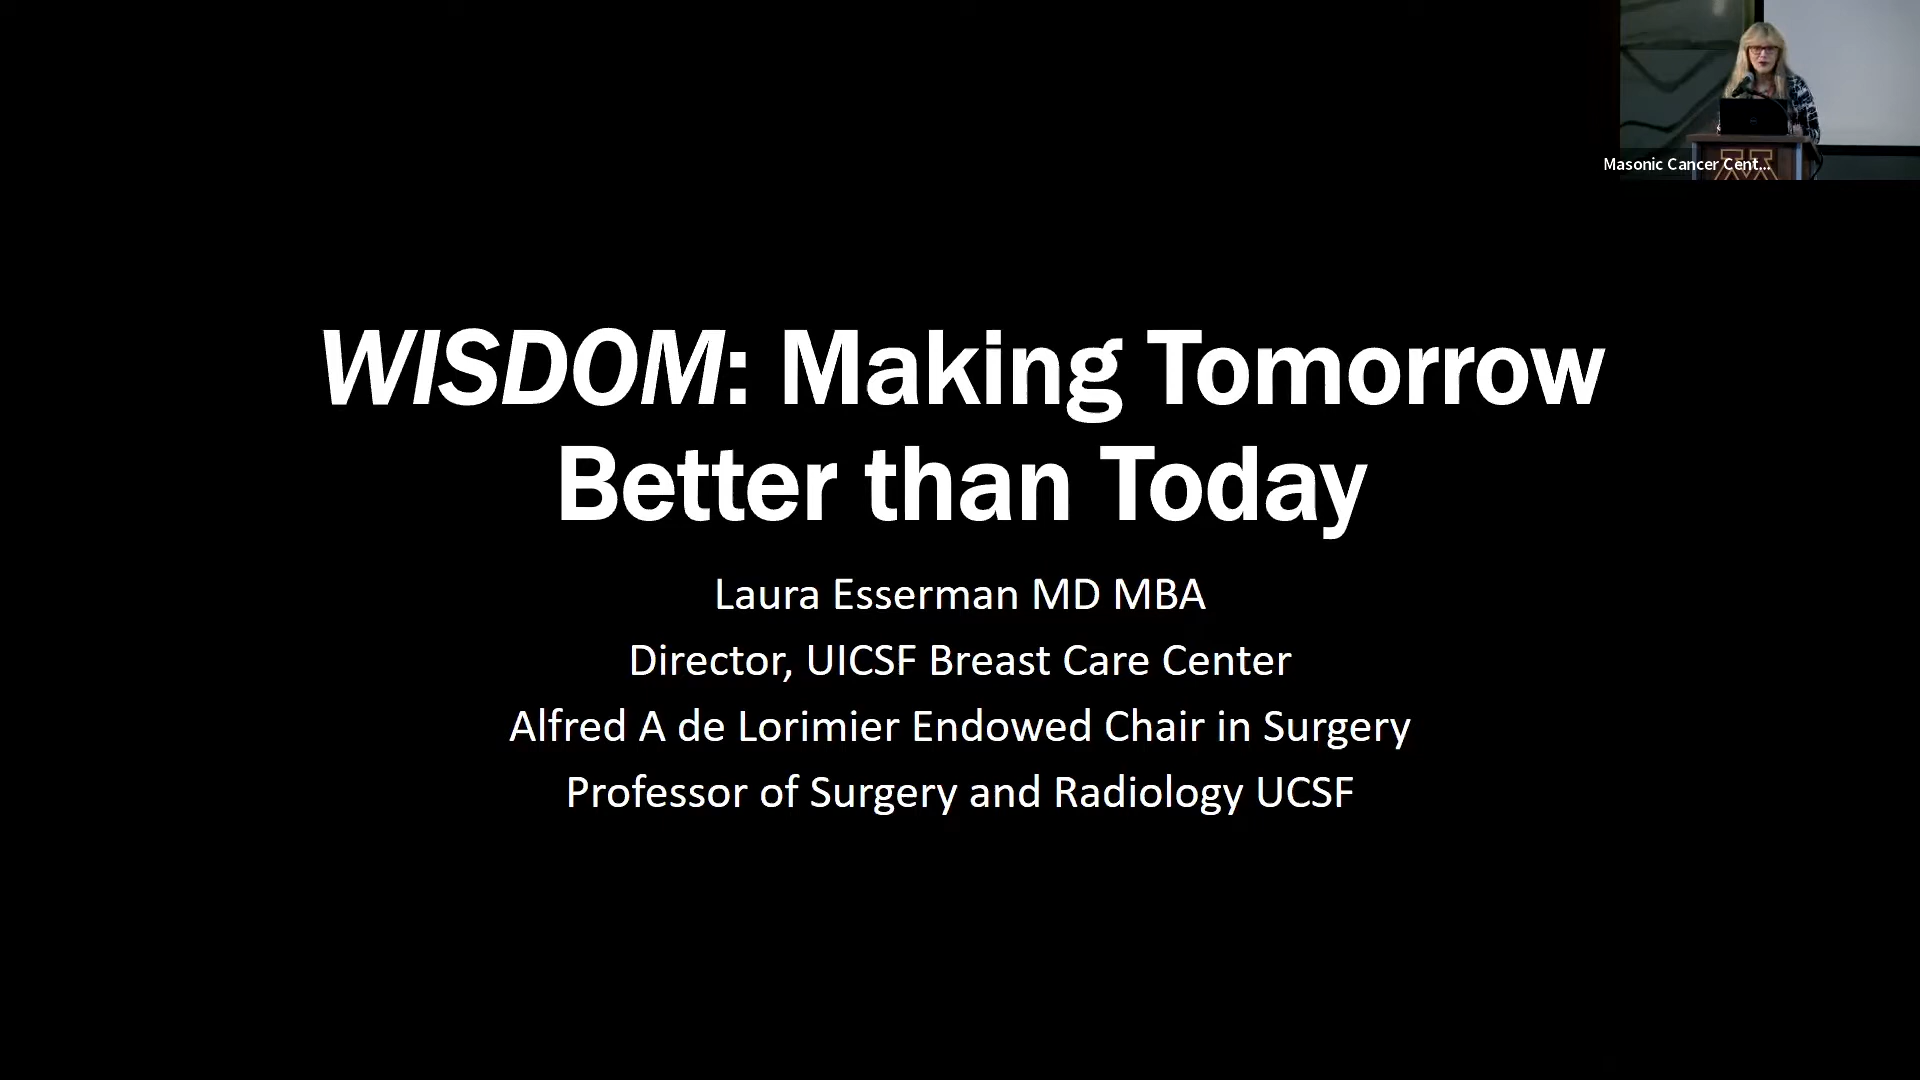 Masonic Cancer Cent...
M
WISDOM: Making Tomorrow
Better than Today
Laura Esserman MD MBA
Director, UICSF Breast Care Center
Alfred A de Lorimier Endowed Chair in Surgery
Professor of Surgery and Radiology UCSF